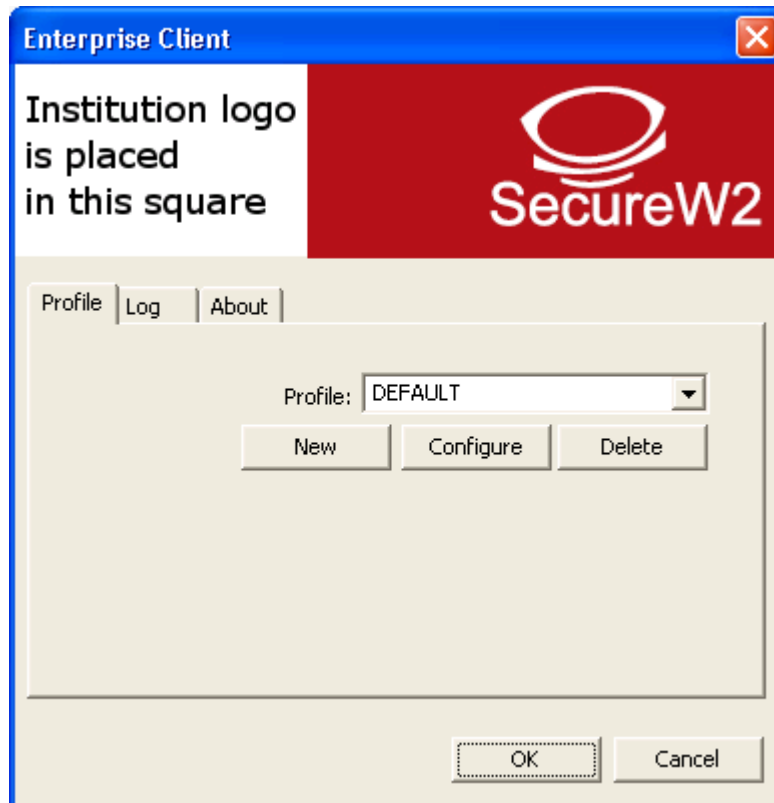 Enterprise Client
Institution logo
is placed
in this square
SecureW2
Profile Log About
Profile: DEFAULT
New Configure Delete
OK Cancel